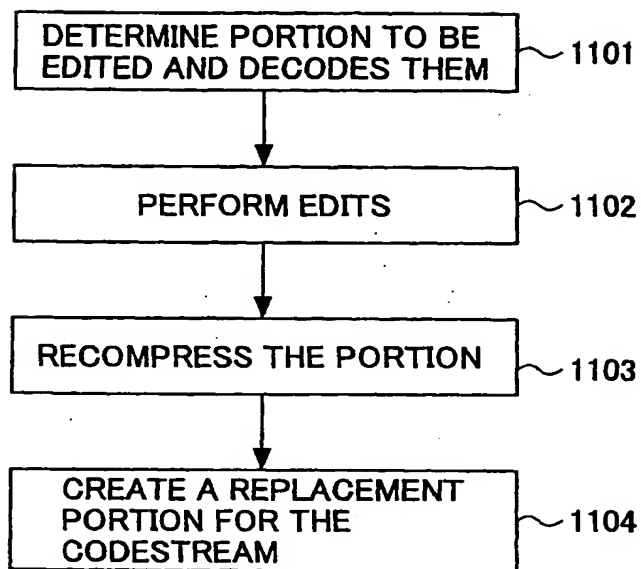 DETERMINE PORTION TO BE
EDITED AND DECODES THEM
1101
PERFORM EDITS
1102
RECOMPRESS THE PORTION
1103
CREATE A REPLACEMENT
PORTION FOR THE
CODESTREAM
1104